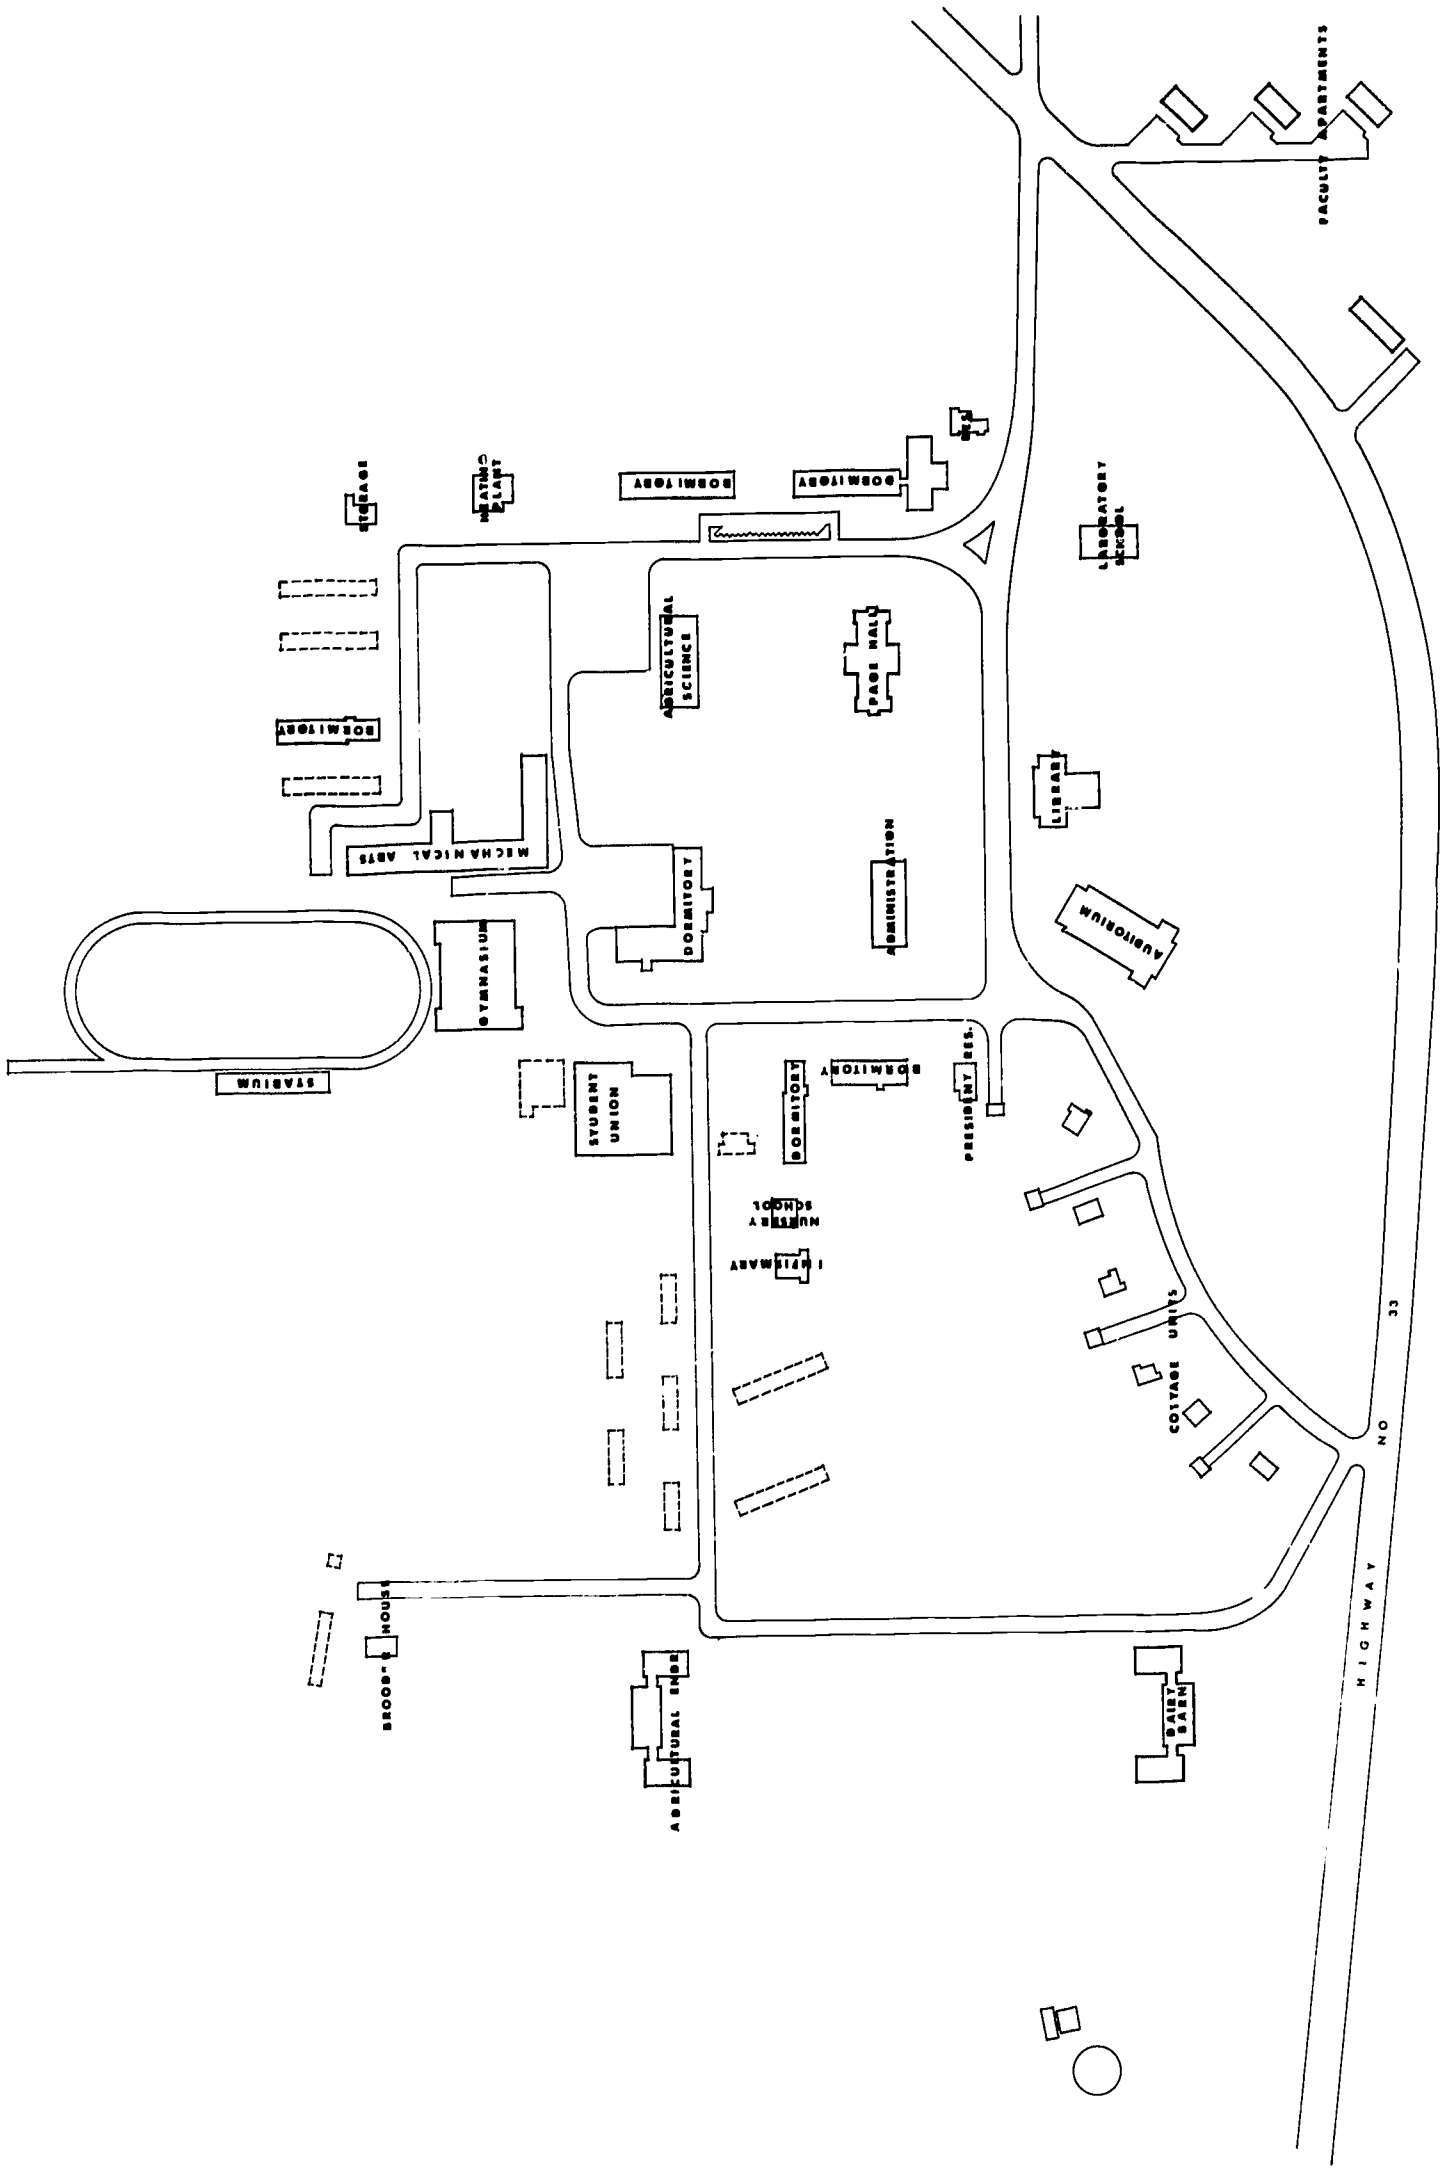 FACULTY APARTMENTS
RES.
STORAGE
HEATING
PLANT
DORMITORY
DORMITORY
LABORATORY
SCHOOL
AGRICULTURAL
SCIENCE
PAGE HALL
DORMITORY
LIBRARY
MECHANICAL ARTS
DORMITORY
ADMINISTRATION
AUDITORIUM
GYMNASIUM
STADIUM
STUDENT
UNION
DORMITORY
DORMITORY
PRESIDENT RES.
NURSERY
SCHOOL
INFIRMARY
COTTAGE UNITS
HIGHWAY NO 33
HOUSE
AGRICULTURAL ENGR
DAIRY
BARN